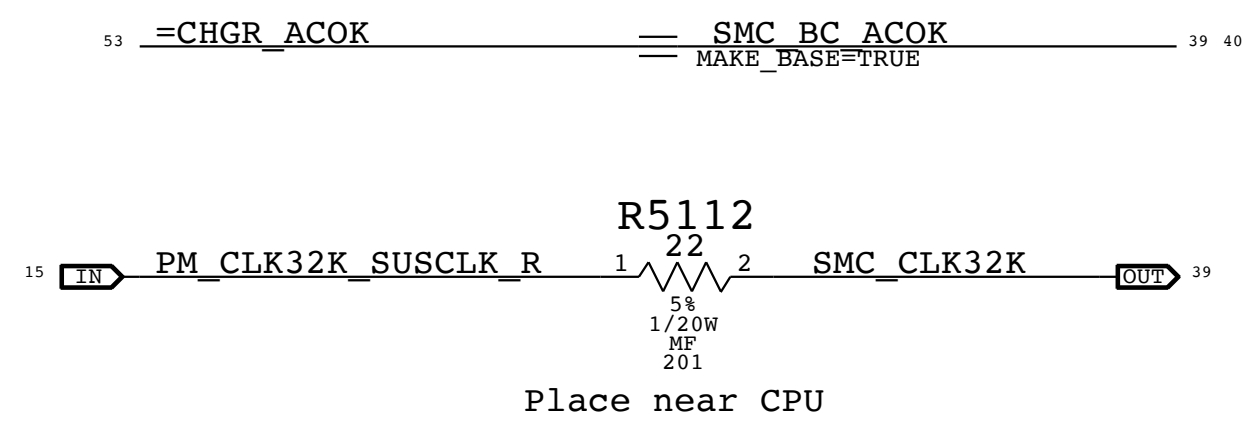 53 =CHGR_ACOK SMC_BC_ACOK 39 40
MAKE_BASE=TRUE
R5112
22
15 IN PM_CLK32K_SUSCLK_R 1 2 SMC_CLK32K OUT 39
5%
1/20W
MF
201
Place near CPU